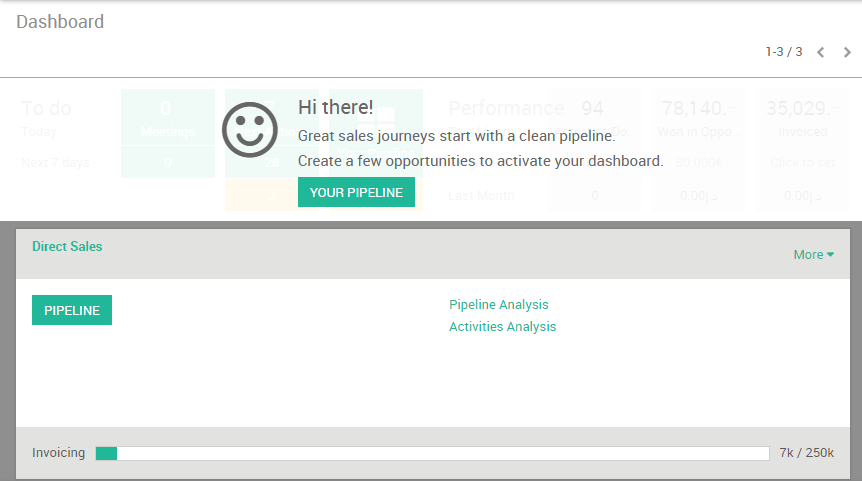 Dashboard
1-3 / 3
Hi there!
Great sales journeys start with a clean pipeline.
Create a few opportunities to activate your dashboard.
YOUR PIPELINE
To do
0
Meetings
Today
Next 7 days
0
Performance
94
78,140.
35,029.
Won in Oppo..
Invoiced
80.000€
Click to set
Last Month
0
0.00د.إ
0.00د.إ
Direct Sales
More
PIPELINE
Pipeline Analysis
Activities Analysis
Invoicing
7k / 250k